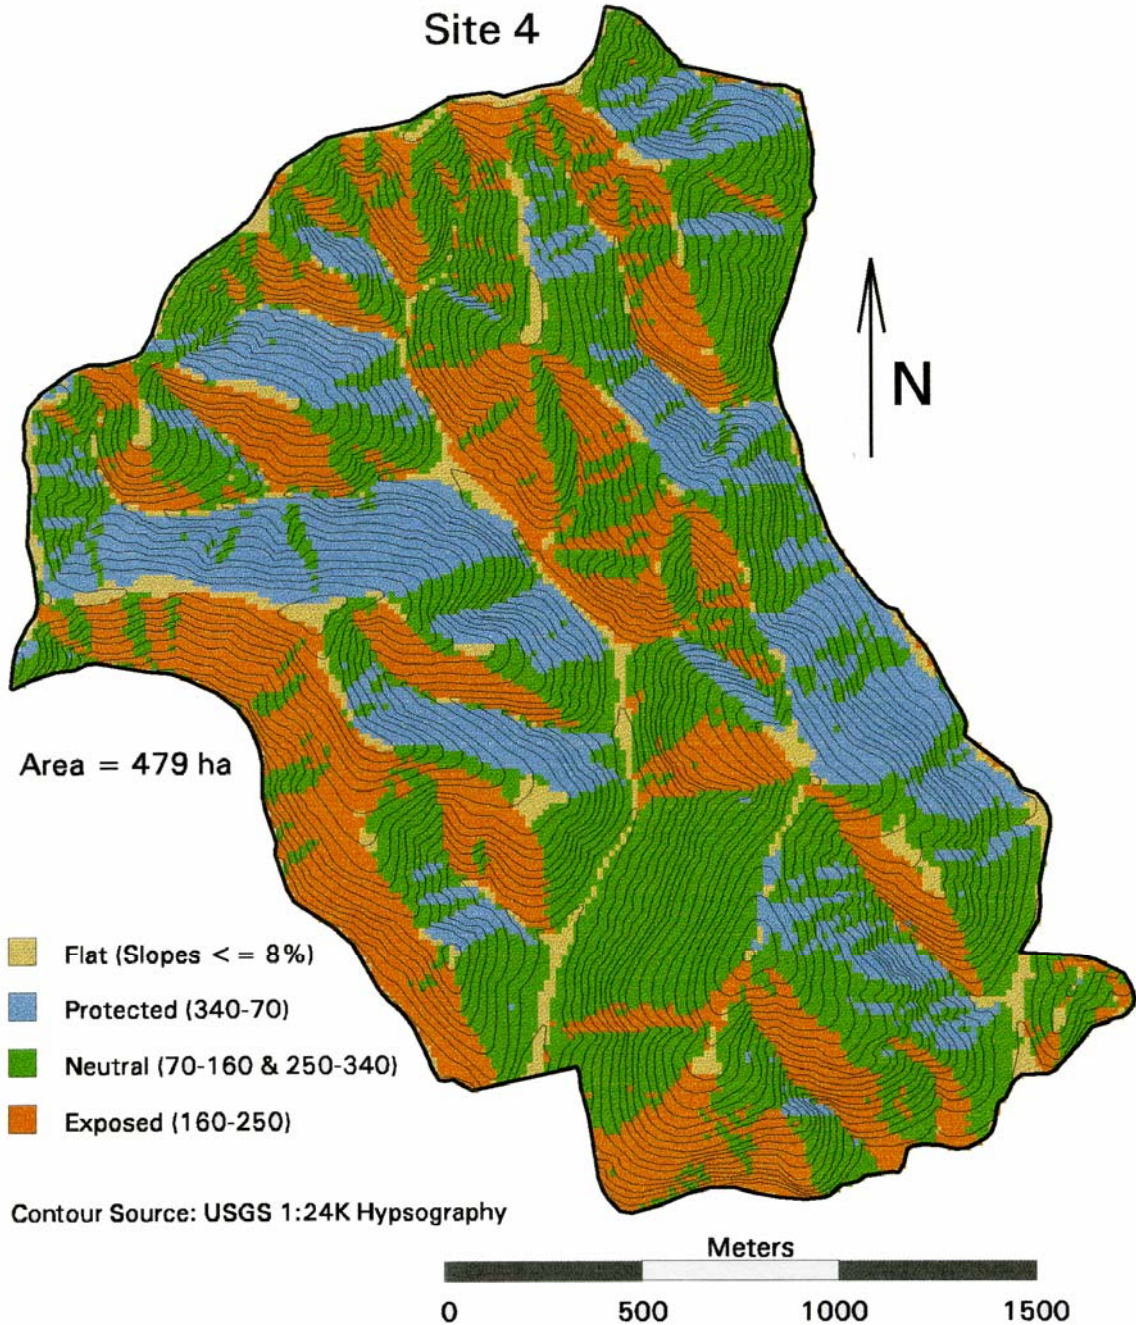 Site 4
N
Area = 479 ha
Flat (Slopes < = 8%)
Protected (340-70)
Neutral (70-160 & 250-340)
Exposed (160-250)
Contour Source: USGS 1:24K Hypsography
Meters
0 500 1000 1500